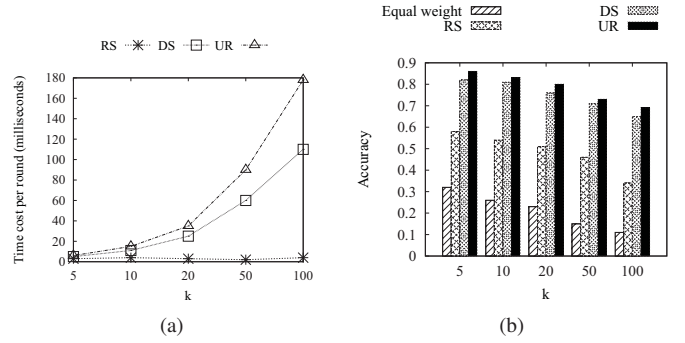 RS DS UR
Time cost per round (milliseconds)
180
160
140
120
100
80
60
40
20
0
5 10 20 50 100
k
(a)
Equal weight DS
RS UR
Accuracy
0.9
0.8
0.7
0.6
0.5
0.4
0.3
0.2
0.1
0
5 10 20 50 100
k
(b)